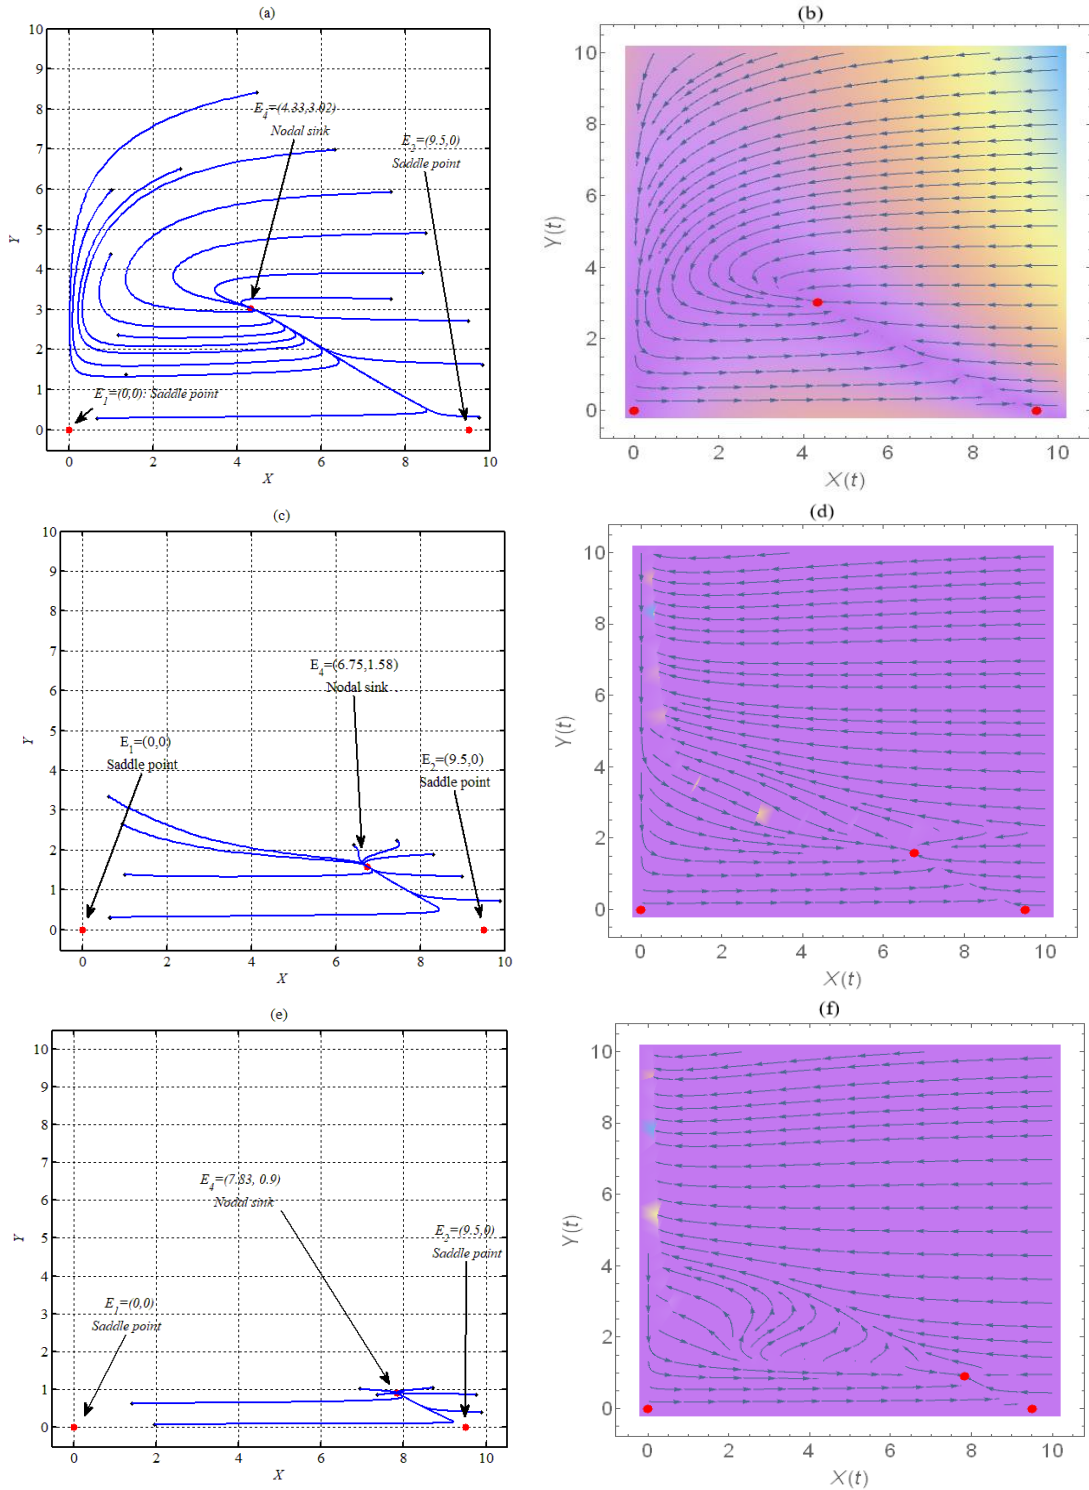 (a)
10
9
8
7
6
5
4
3
2
1
0
Y
E4=(4.33,3.02)
Nodal sink
E2=(9.5,0)
Saddle point
E1=(0,0): Saddle point
0 2 4 6 8 10
X
(b)
10
8
6
4
2
0
Y(t)
0 2 4 6 8 10
X(t)
(c)
10
9
8
7
6
5
4
3
2
1
0
Y
E4=(6.75,1.58)
Nodal sink
E1=(0,0)
Saddle point
E2=(9.5,0)
Saddle point
0 2 4 6 8 10
X
(d)
10
8
6
4
2
0
Y(t)
0 2 4 6 8 10
X(t)
(e)
10
9
8
7
6
5
4
3
2
1
0
Y
E4=(7.83, 0.9)
Nodal sink
E2=(9.5,0)
Saddle point
E1=(0,0)
Saddle point
0 2 4 6 8 10
X
(f)
10
8
6
4
2
0
Y(t)
0 2 4 6 8 10
X(t)